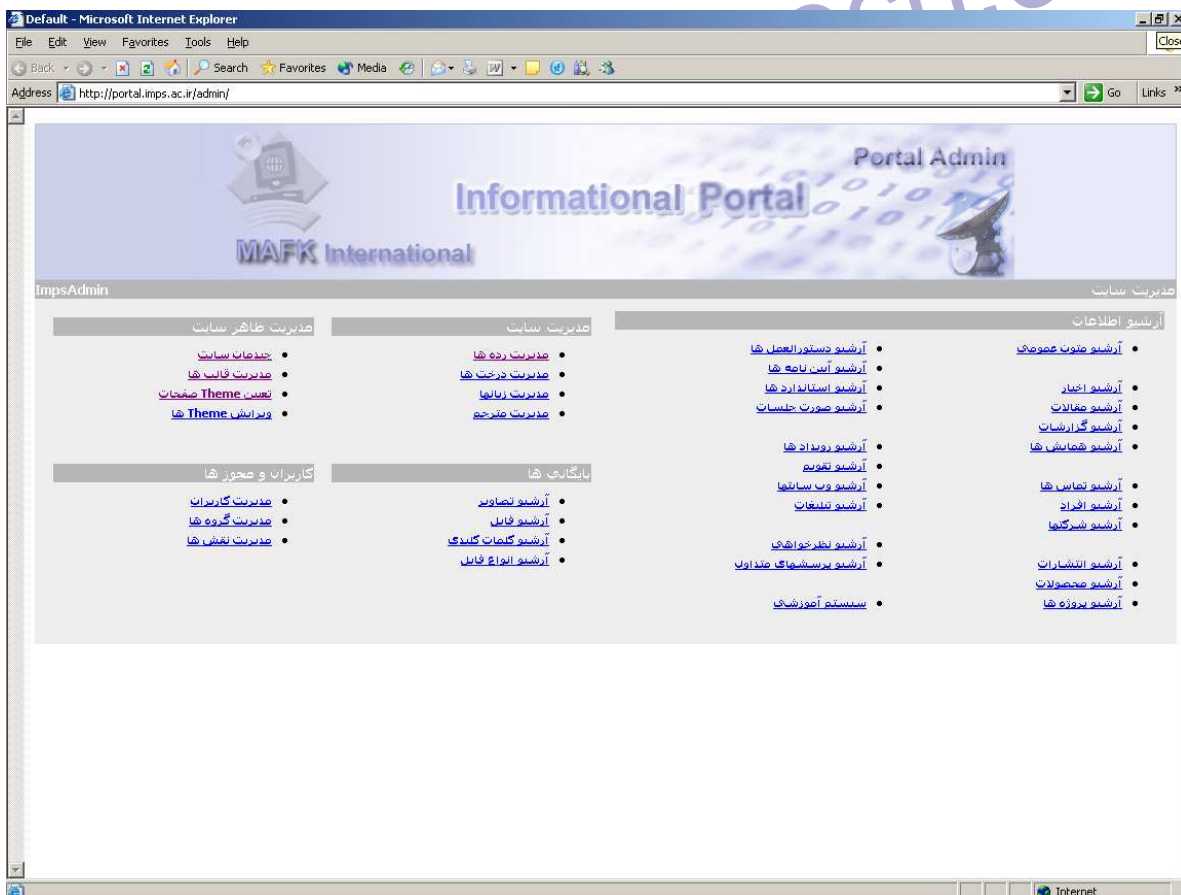 Default - Microsoft Internet Explorer
File Edit View Favorites Tools Help
Close
Back Search Favorites Media
Address http://portal.imps.ac.ir/admin/ Go Links »
Portal Admin
Informational Portal
MAFK International
مدیریت سایت
ImpsAdmin
آرشیو اطلاعات
آرشیو متون عمومی
آرشیو اخبار
آرشیو مقالات
آرشیو گزارشات
آرشیو همایش ها
آرشیو تماس ها
آرشیو افراد
آرشیو شرکتها
آرشیو انتشارات
آرشیو محصولات
آرشیو پروژه ها
آرشیو دستورالعمل ها
آرشیو آیین نامه ها
آرشیو استاندارد ها
آرشیو صورت جلسات
آرشیو رویداد ها
آرشیو تقویم
آرشیو وب سایتها
آرشیو تبلیغات
آرشیو نظرخواهی
آرشیو پرسشهای متداول
سیستم آموزشی
مدیریت سایت
مدیریت رده ها
مدیریت درخت ها
مدیریت زبانها
مدیریت مترجم
بایگانی ها
آرشیو تصاویر
آرشیو فایل
آرشیو کلمات کلیدی
آرشیو انواع فایل
مدیریت ظاهر سایت
چیدمان سایت
مدیریت قالب ها
تعیین Theme صفحات
ویرایش Theme ها
کاربران و مجوز ها
مدیریت کاربران
مدیریت گروه ها
مدیریت نقش ها
Internet